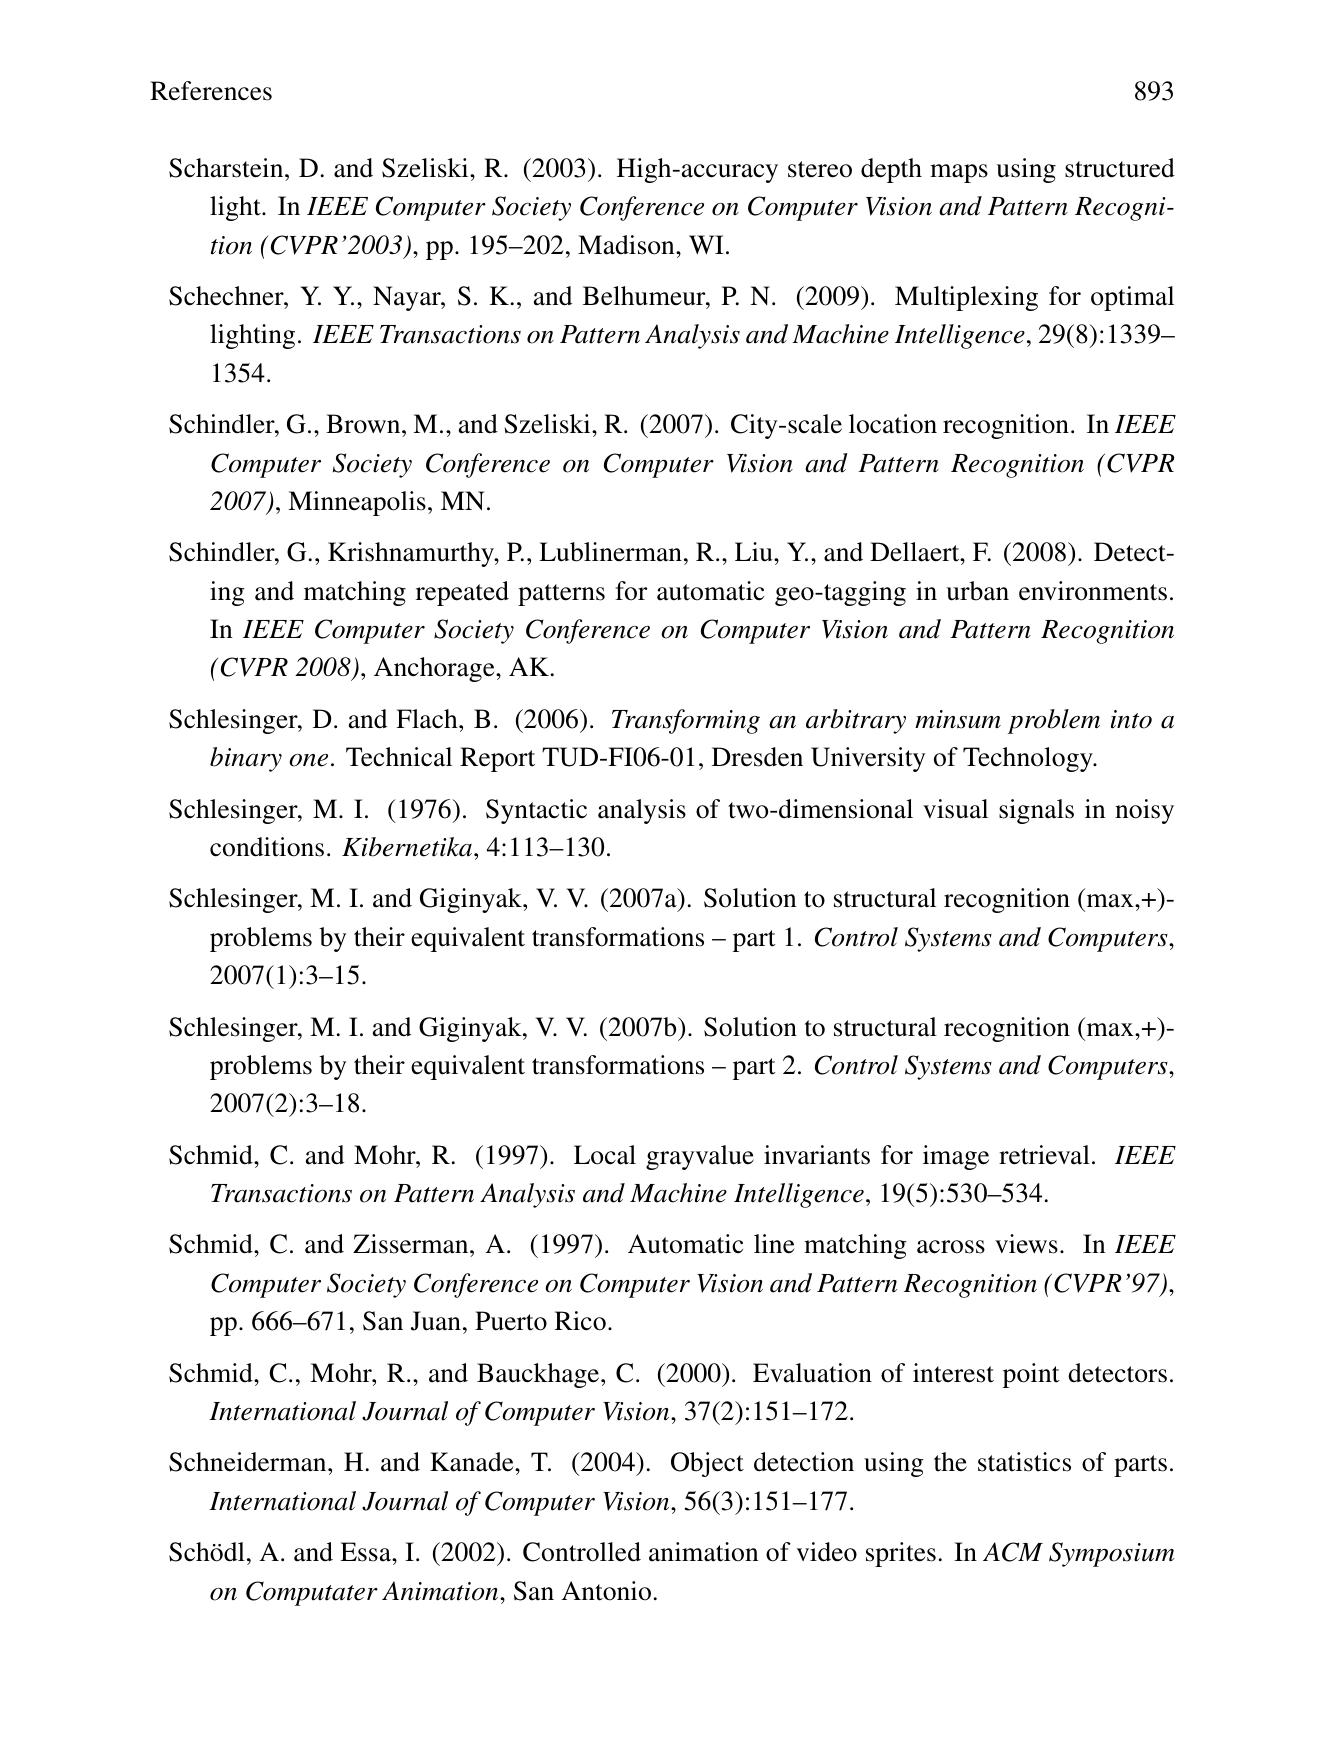 References 893
Scharstein, D. and Szeliski, R. (2003). High-accuracy stereo depth maps using structured
light. In IEEE Computer Society Conference on Computer Vision and Pattern Recogni-
tion (CVPR’2003), pp. 195–202, Madison, WI.
Schechner, Y. Y., Nayar, S. K., and Belhumeur, P. N. (2009). Multiplexing for optimal
lighting. IEEE Transactions on Pattern Analysis and Machine Intelligence, 29(8):1339–
1354.
Schindler, G., Brown, M., and Szeliski, R. (2007). City-scale location recognition. In IEEE
Computer Society Conference on Computer Vision and Pattern Recognition (CVPR
2007), Minneapolis, MN.
Schindler, G., Krishnamurthy, P., Lublinerman, R., Liu, Y., and Dellaert, F. (2008). Detect-
ing and matching repeated patterns for automatic geo-tagging in urban environments.
In IEEE Computer Society Conference on Computer Vision and Pattern Recognition
(CVPR 2008), Anchorage, AK.
Schlesinger, D. and Flach, B. (2006). Transforming an arbitrary minsum problem into a
binary one. Technical Report TUD-FI06-01, Dresden University of Technology.
Schlesinger, M. I. (1976). Syntactic analysis of two-dimensional visual signals in noisy
conditions. Kibernetika, 4:113–130.
Schlesinger, M. I. and Giginyak, V. V. (2007a). Solution to structural recognition (max,+)-
problems by their equivalent transformations – part 1. Control Systems and Computers,
2007(1):3–15.
Schlesinger, M. I. and Giginyak, V. V. (2007b). Solution to structural recognition (max,+)-
problems by their equivalent transformations – part 2. Control Systems and Computers,
2007(2):3–18.
Schmid, C. and Mohr, R. (1997). Local grayvalue invariants for image retrieval. IEEE
Transactions on Pattern Analysis and Machine Intelligence, 19(5):530–534.
Schmid, C. and Zisserman, A. (1997). Automatic line matching across views. In IEEE
Computer Society Conference on Computer Vision and Pattern Recognition (CVPR’97),
pp. 666–671, San Juan, Puerto Rico.
Schmid, C., Mohr, R., and Bauckhage, C. (2000). Evaluation of interest point detectors.
International Journal of Computer Vision, 37(2):151–172.
Schneiderman, H. and Kanade, T. (2004). Object detection using the statistics of parts.
International Journal of Computer Vision, 56(3):151–177.
Schödl, A. and Essa, I. (2002). Controlled animation of video sprites. In ACM Symposium
on Computater Animation, San Antonio.